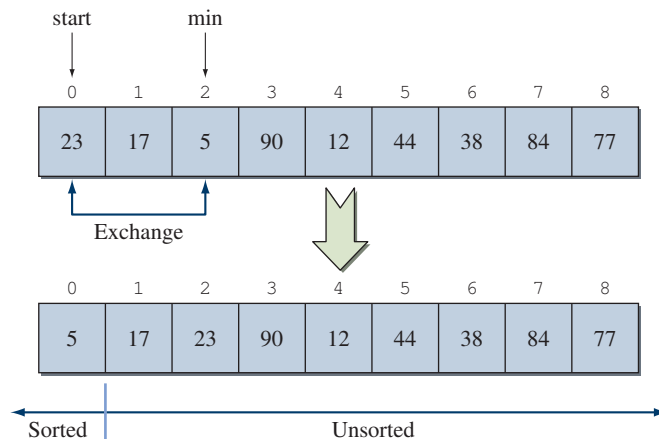 start min
0 1 2 3 4 5 6 7 8
23 17 5 90 12 44 38 84 77
Exchange
0 1 2 3 4 5 6 7 8
5 17 23 90 12 44 38 84 77
Sorted Unsorted